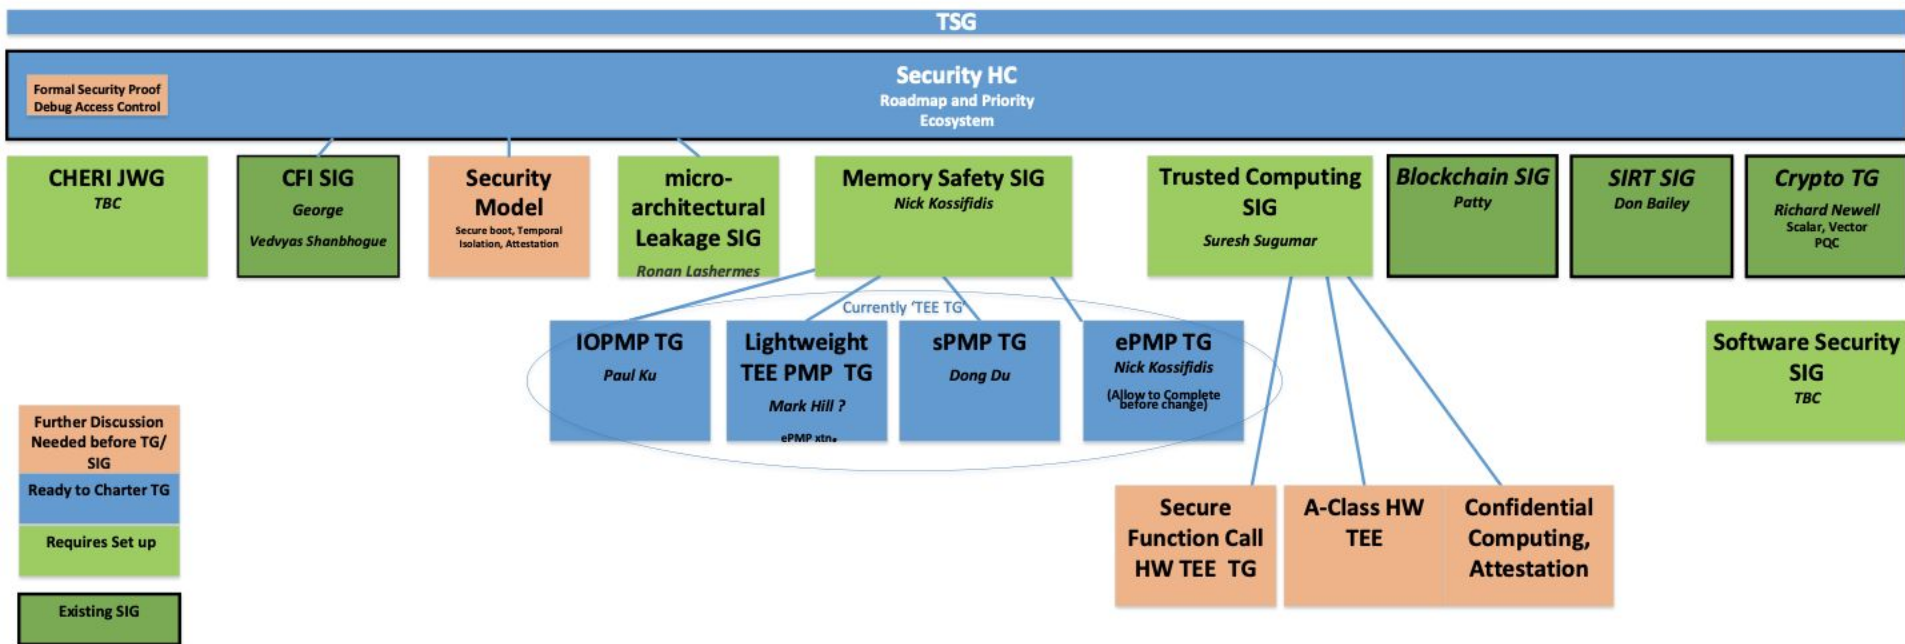 TSG
Security HC
Roadmap and Priority
Ecosystem
Formal Security Proof
Debug Access Control
CHERI JWG
TBC
CFI SIG
George
Vedvyas Shanbhogue
Security
Model
Secure boot, Temporal
Isolation, Attestation
micro-
architectural
Leakage SIG
Ronan Lashermes
Memory Safety SIG
Nick Kossifidis
Trusted Computing
SIG
Suresh Sugumar
Blockchain SIG
Patty
SIRT SIG
Don Bailey
Crypto TG
Richard Newell
Scalar, Vector
PQC
Currently 'TEE TG'
IOPMP TG
Paul Ku
Lightweight
TEE PMP TG
Mark Hill ?
ePMP xtn.
sPMP TG
Dong Du
ePMP TG
Nick Kossifidis
(Allow to Complete
before change)
Software Security
SIG
TBC
Secure
Function Call
HW TEE TG
A-Class HW
TEE
Confidential
Computing,
Attestation
Further Discussion
Needed before TG/
SIG
Ready to Charter TG
Requires Set up
Existing SIG